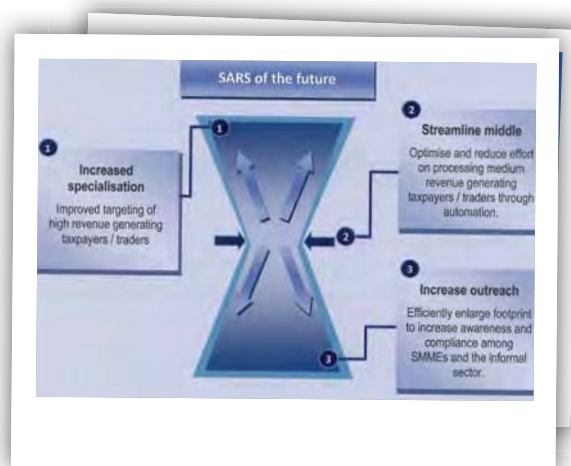 SARS of the future
1
Increased
specialisation
Improved targeting of
high revenue generating
taxpayers / traders
1
2
Streamline middle
Optimise and reduce effort
on processing medium
revenue generating
taxpayers / traders through
automation.
2
3
Increase outreach
Efficiently enlarge footprint
to increase awareness and
compliance among
SMMEs and the informal
sector.
3